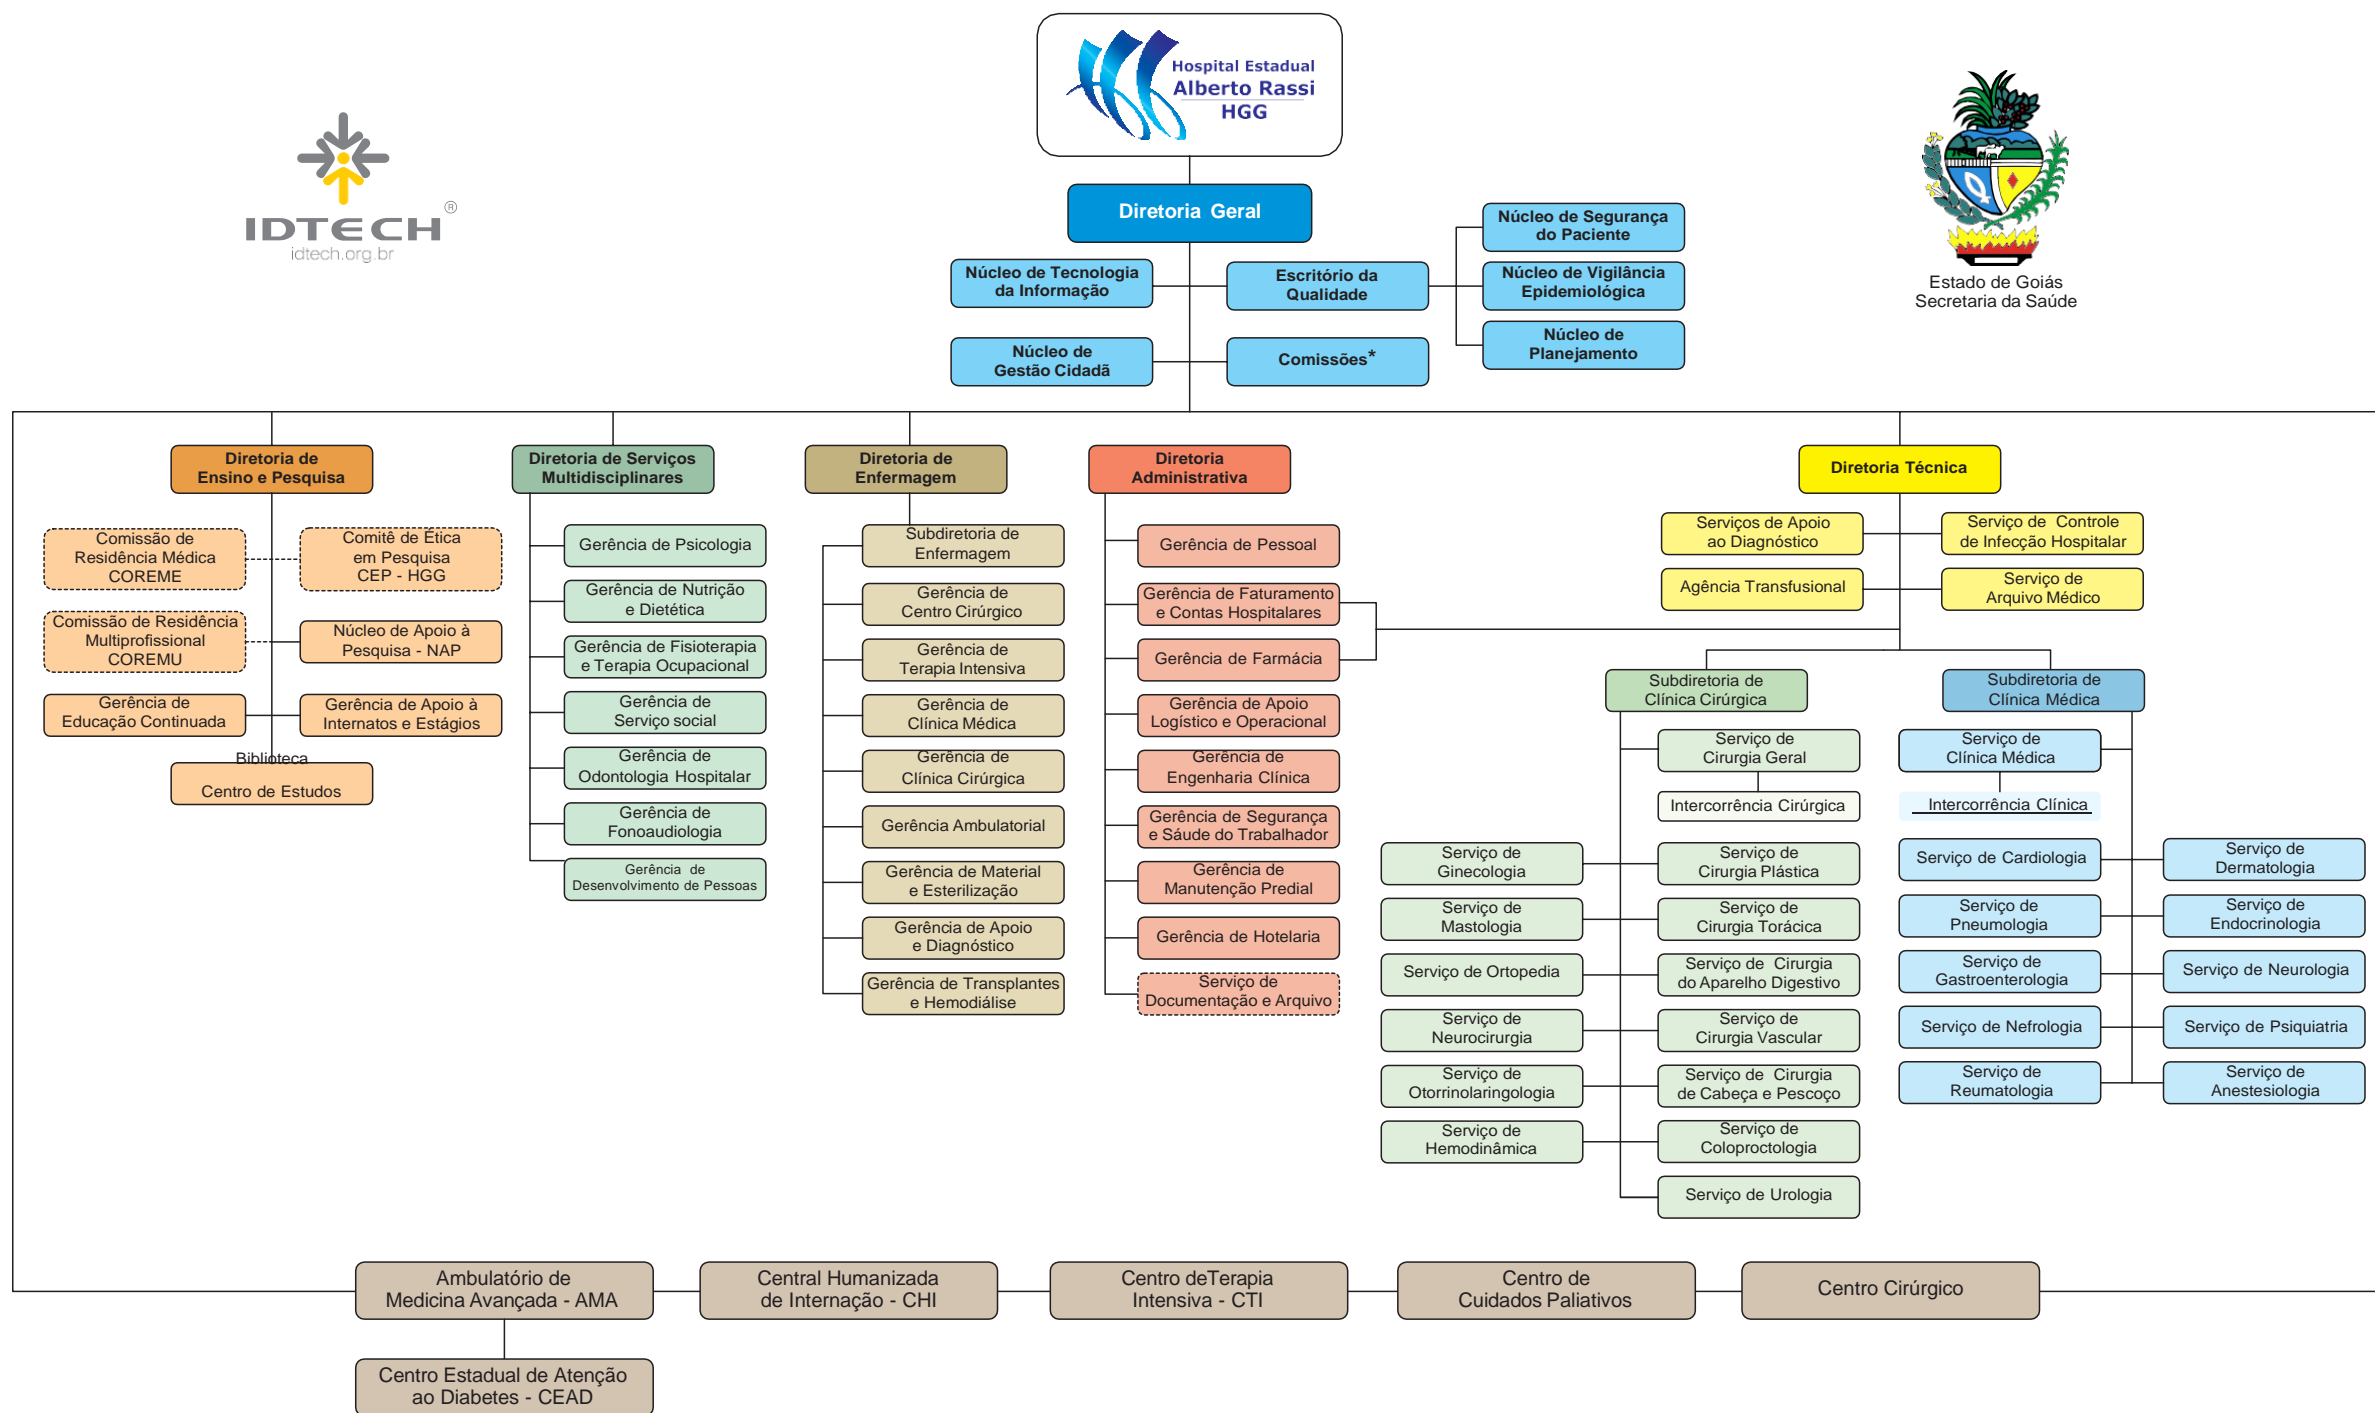 Hospital Estadual
Alberto Rassi
HGG
IDTECH®
idtech.org.br
Estado de Goiás
Secretaria da Saúde
Diretoria Geral
Núcleo de Tecnologia
da Informação
Escritório da
Qualidade
Núcleo de Segurança
do Paciente
Núcleo de Vigilância
Epidemiológica
Núcleo de
Planejamento
Núcleo de
Gestão Cidadã
Comissões*
Diretoria de
Ensino e Pesquisa
Comissão de
Residência Médica
COREME
Comitê de Ética
em Pesquisa
CEP - HGG
Comissão de Residência
Multiprofissional
COREMU
Núcleo de Apoio à
Pesquisa - NAP
Gerência de
Educação Continuada
Gerência de Apoio à
Internatos e Estágios
Biblioteca
Centro de Estudos
Diretoria de Serviços
Multidisciplinares
Gerência de Psicologia
Gerência de Nutrição
e Dietética
Gerência de Fisioterapia
e Terapia Ocupacional
Gerência de
Serviço social
Gerência de
Odontologia Hospitalar
Gerência de
Fonoaudiologia
Gerência de
Desenvolvimento de Pessoas
Diretoria de
Enfermagem
Subdiretoria de
Enfermagem
Gerência de
Centro Cirúrgico
Gerência de
Terapia Intensiva
Gerência de
Clínica Médica
Gerência de
Clínica Cirúrgica
Gerência Ambulatorial
Gerência de Material
e Esterilização
Gerência de Apoio
e Diagnóstico
Gerência de Transplantes
e Hemodiálise
Diretoria
Administrativa
Gerência de Pessoal
Gerência de Faturamento
e Contas Hospitalares
Gerência de Farmácia
Gerência de Apoio
Logístico e Operacional
Gerência de
Engenharia Clínica
Gerência de Segurança
e Sáude do Trabalhador
Gerência de
Manutenção Predial
Gerência de Hotelaria
Serviço de
Documentação e Arquivo
Diretoria Técnica
Serviços de Apoio
ao Diagnóstico
Serviço de Controle
de Infecção Hospitalar
Agência Transfusional
Serviço de
Arquivo Médico
Subdiretoria de
Clínica Cirúrgica
Serviço de
Cirurgia Geral
Intercorrência Cirúrgica
Serviço de
Ginecologia
Serviço de
Cirurgia Plástica
Serviço de
Mastologia
Serviço de
Cirurgia Torácica
Serviço de Ortopedia
Serviço de Cirurgia
do Aparelho Digestivo
Serviço de
Neurocirurgia
Serviço de
Cirurgia Vascular
Serviço de
Otorrinolaringologia
Serviço de Cirurgia
de Cabeça e Pescoço
Serviço de
Hemodinâmica
Serviço de
Coloproctologia
Serviço de Urologia
Subdiretoria de
Clínica Médica
Serviço de
Clínica Médica
Intercorrência Clínica
Serviço de Cardiologia
Serviço de
Dermatologia
Serviço de
Pneumologia
Serviço de
Endocrinologia
Serviço de
Gastroenterologia
Serviço de Neurologia
Serviço de Nefrologia
Serviço de Psiquiatria
Serviço de
Reumatologia
Serviço de
Anestesiologia
Ambulatório de
Medicina Avançada - AMA
Central Humanizada
de Internação - CHI
Centro deTerapia
Intensiva - CTI
Centro de
Cuidados Paliativos
Centro Cirúrgico
Centro Estadual de Atenção
ao Diabetes - CEAD